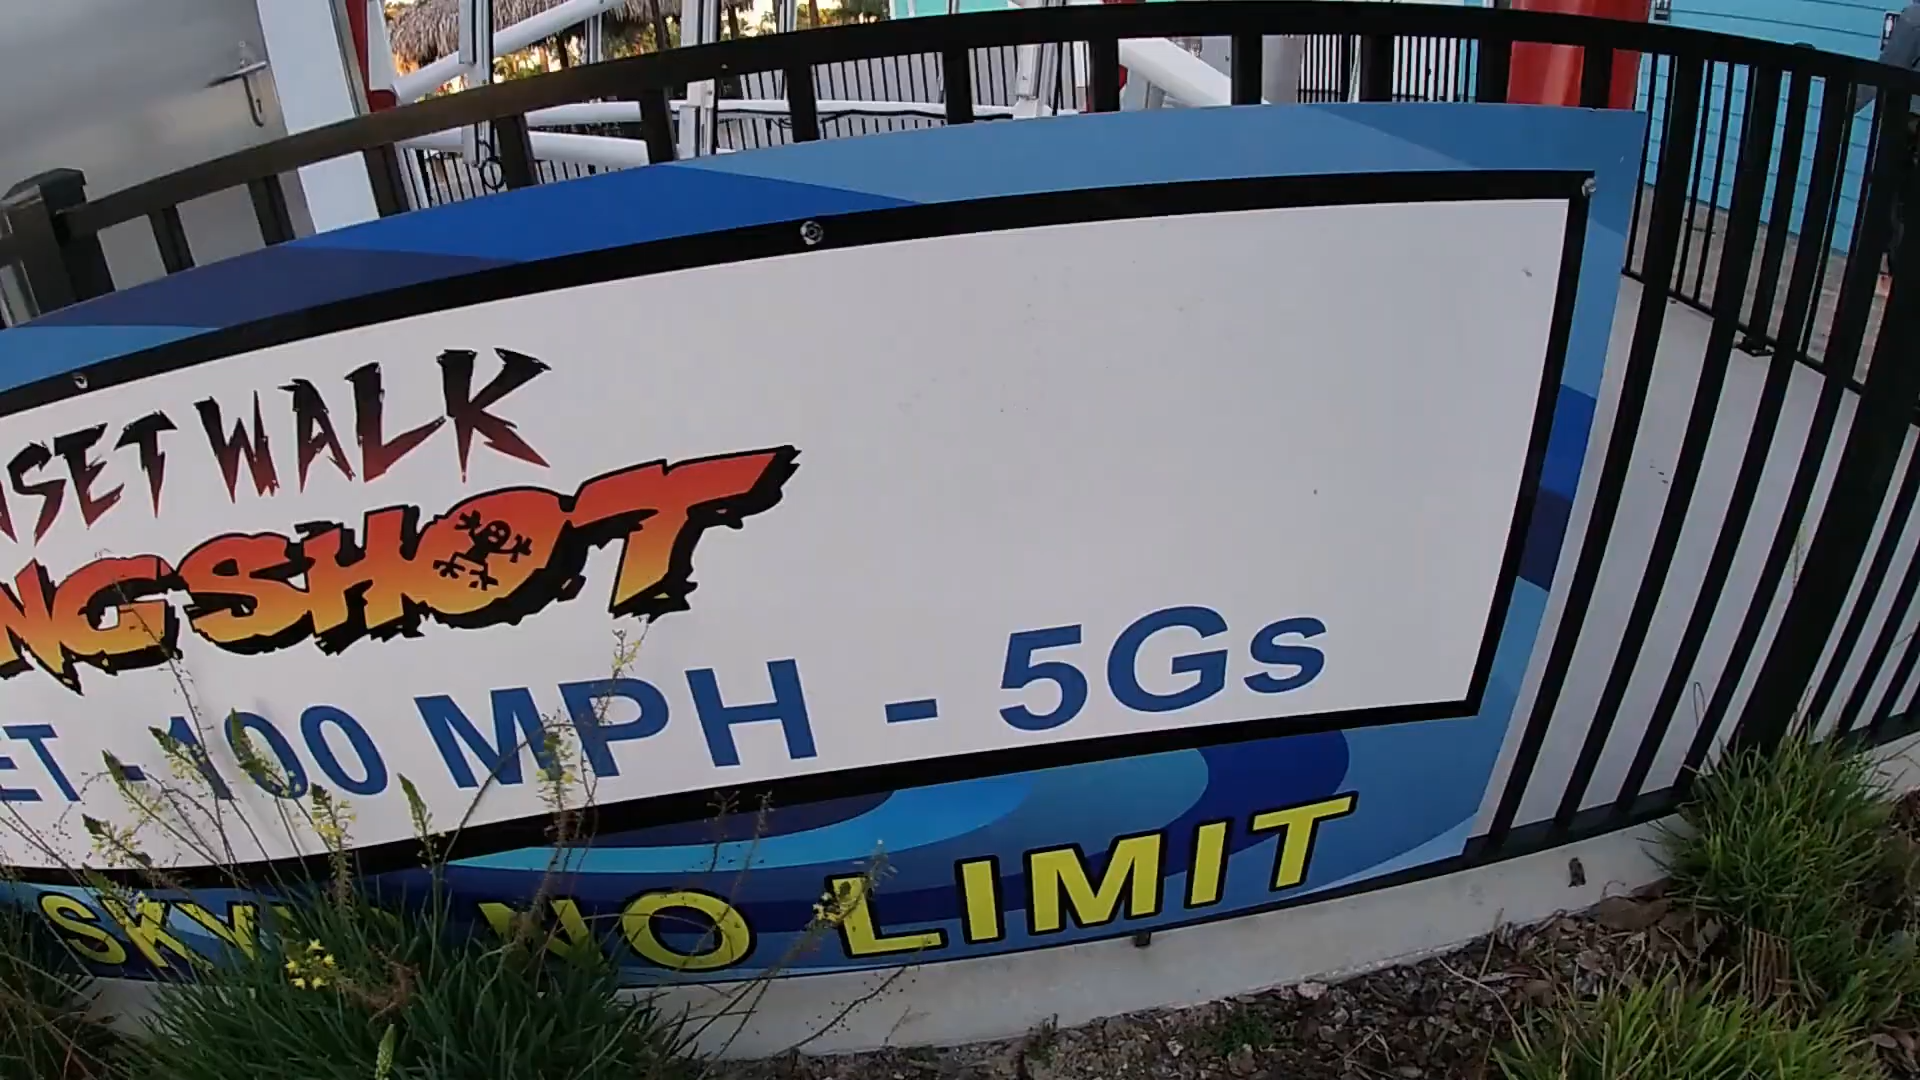 NSET WALK
NGSHOT
ET - 100 MPH - 5Gs
SKY NO LIMIT